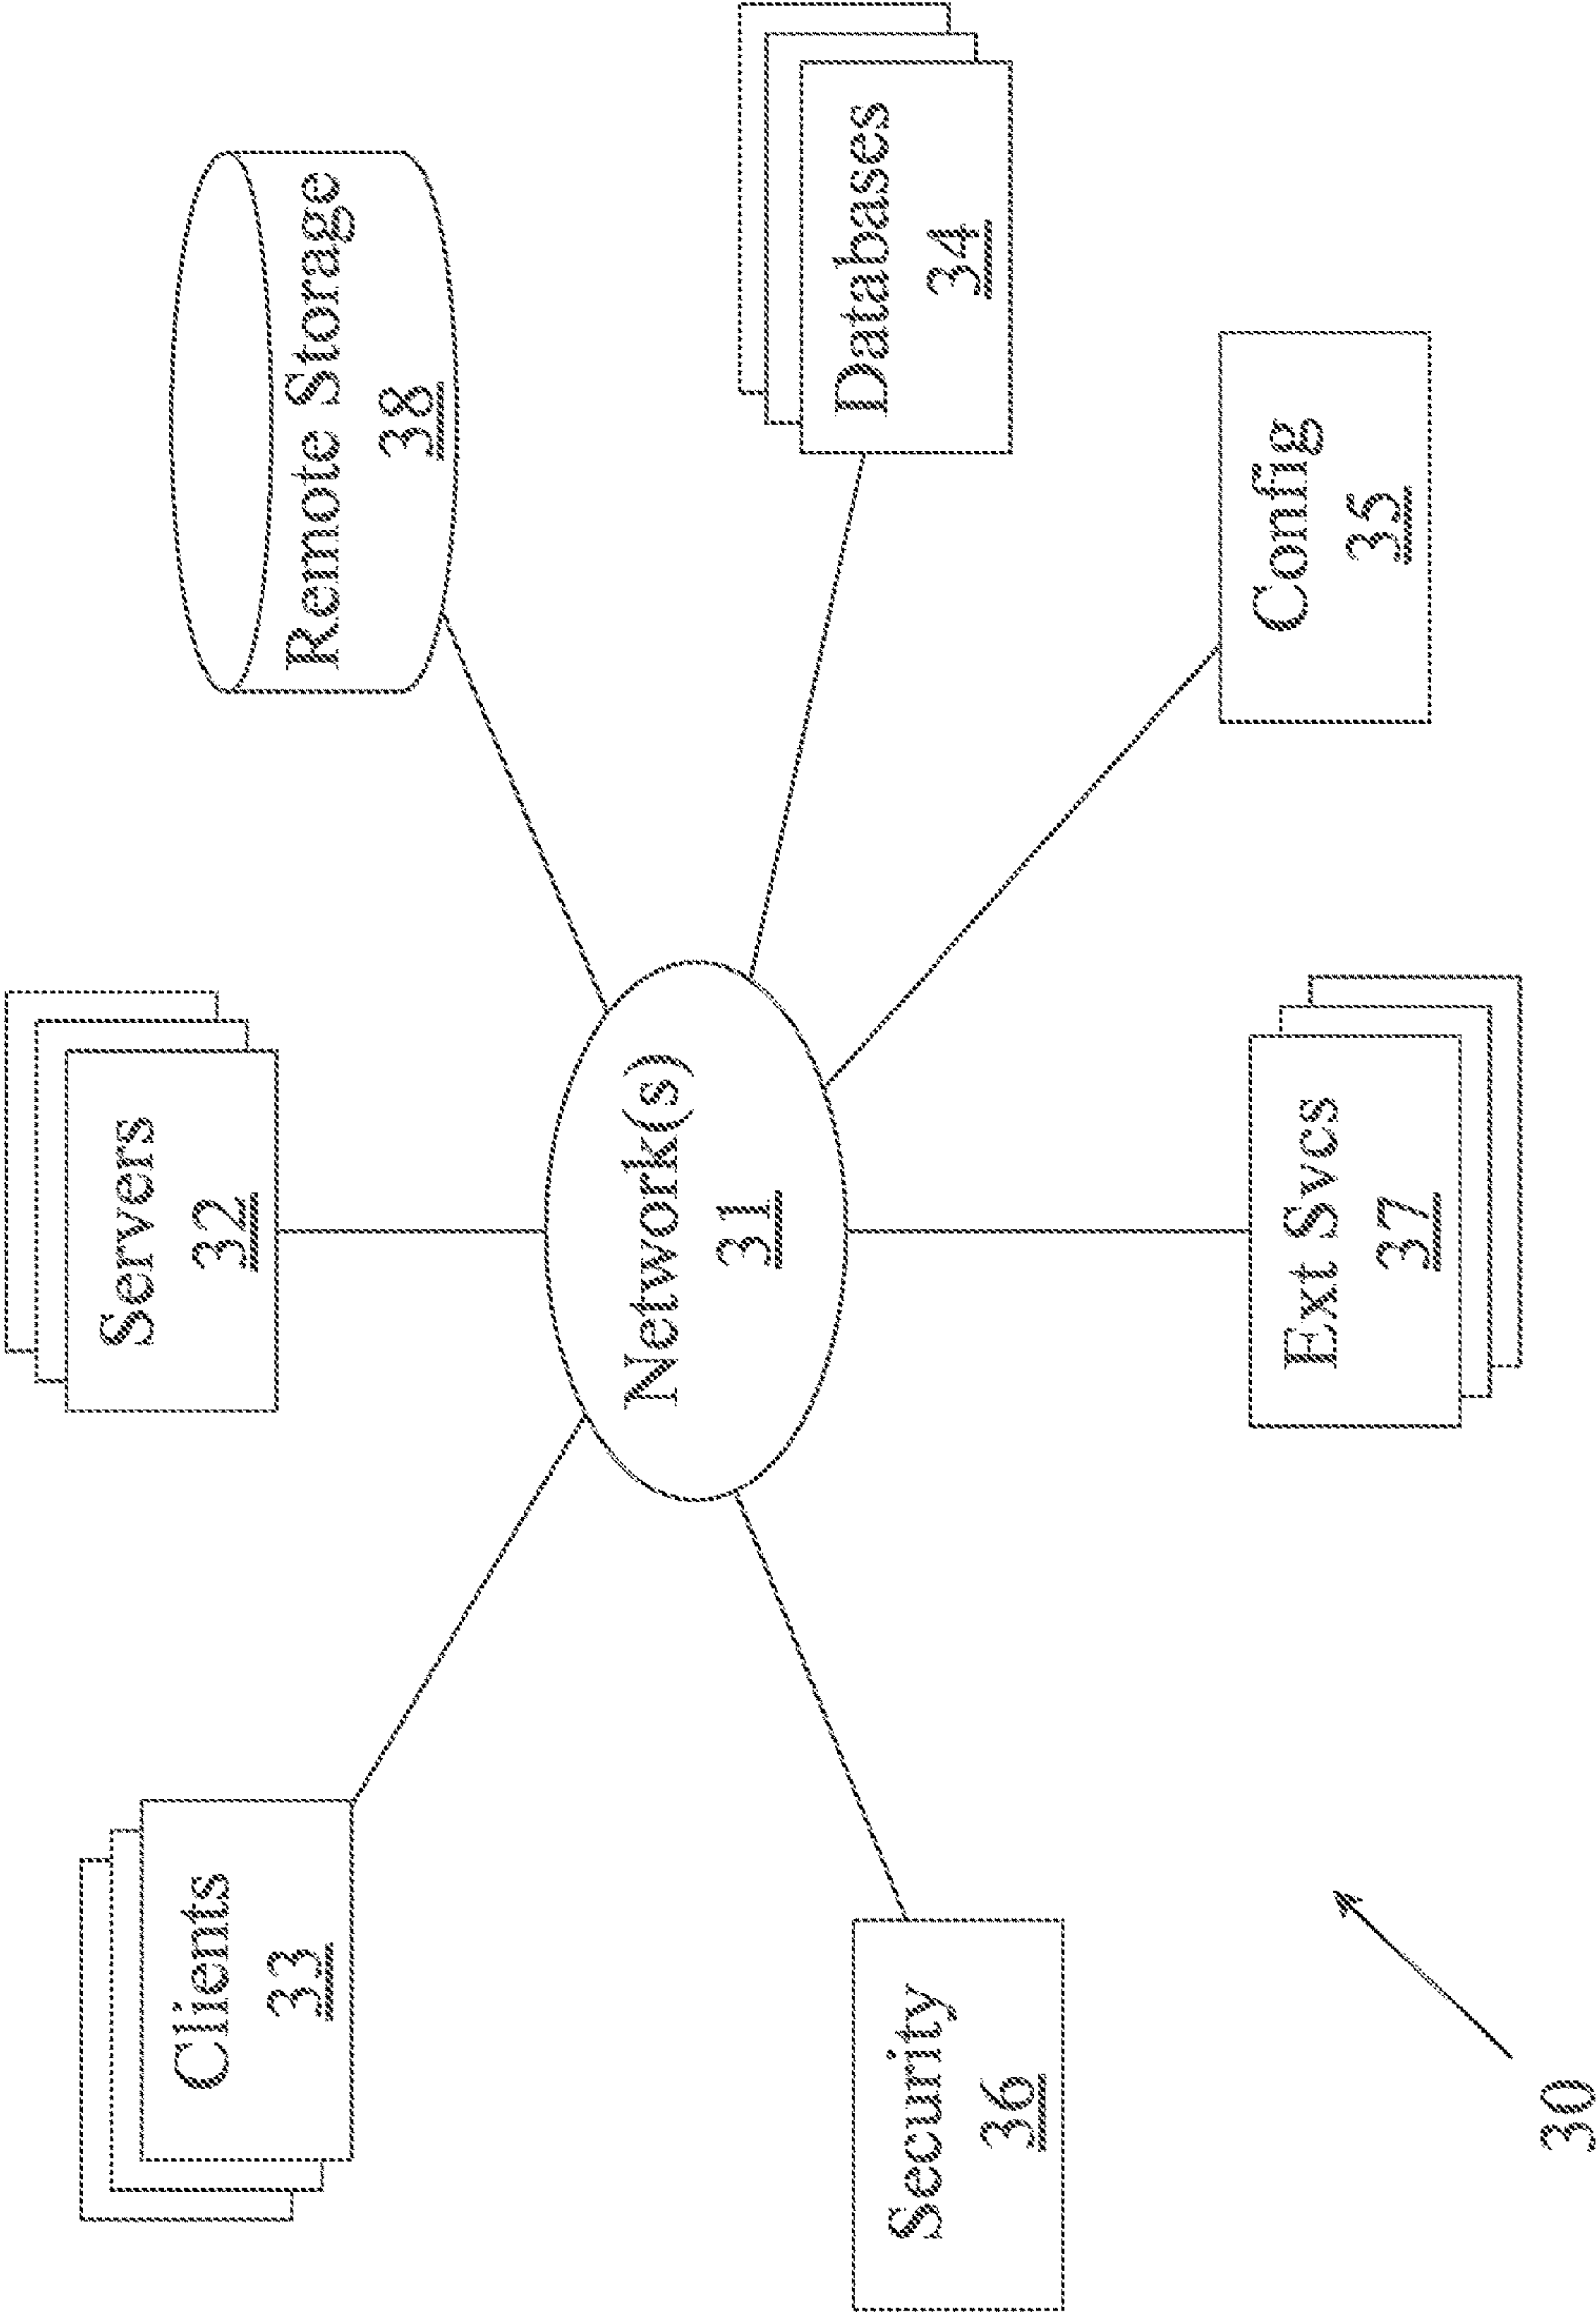 Clients
33
Servers
32
Remote Storage
38
Network(s)
31
Databases
34
Security
36
Ext Svcs
37
Config
35
30